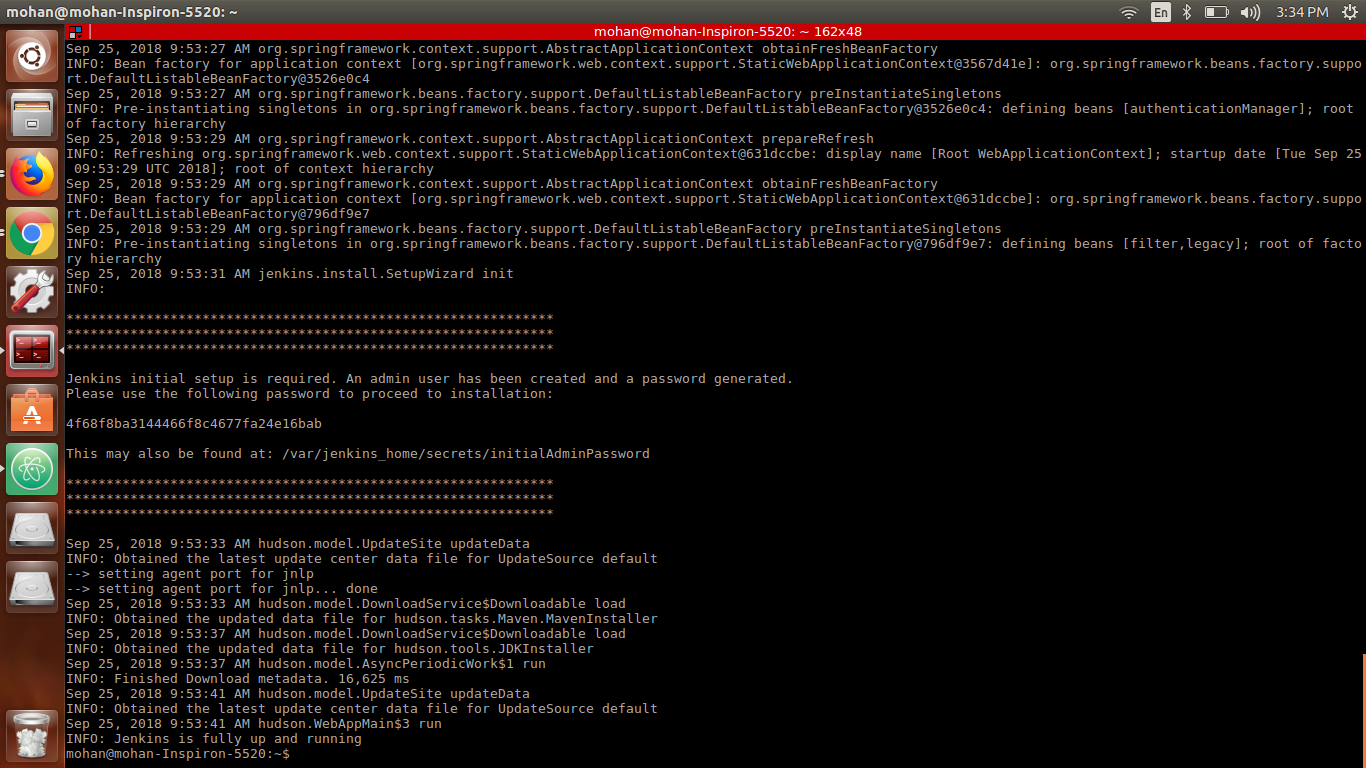 mohan@mohan-Inspiron-5520: ~
En
3:34 PM
mohan@mohan-Inspiron-5520: ~ 162x48
Sep 25, 2018 9:53:27 AM org.springframework.context.support.AbstractApplicationContext obtainFreshBeanFactory
INFO: Bean factory for application context [org.springframework.web.context.support.StaticWebApplicationContext@3567d41e]: org.springframework.beans.factory.suppo
rt.DefaultListableBeanFactory@3526e0c4
Sep 25, 2018 9:53:27 AM org.springframework.beans.factory.support.DefaultListableBeanFactory preInstantiateSingletons
INFO: Pre-instantiating singletons in org.springframework.beans.factory.support.DefaultListableBeanFactory@3526e0c4: defining beans [authenticationManager]; root
of factory hierarchy
Sep 25, 2018 9:53:29 AM org.springframework.context.support.AbstractApplicationContext prepareRefresh
INFO: Refreshing org.springframework.web.context.support.StaticWebApplicationContext@631dccbe: display name [Root WebApplicationContext]; startup date [Tue Sep 25
 09:53:29 UTC 2018]; root of context hierarchy
Sep 25, 2018 9:53:29 AM org.springframework.context.support.AbstractApplicationContext obtainFreshBeanFactory
INFO: Bean factory for application context [org.springframework.web.context.support.StaticWebApplicationContext@631dccbe]: org.springframework.beans.factory.suppo
rt.DefaultListableBeanFactory@796df9e7
Sep 25, 2018 9:53:29 AM org.springframework.beans.factory.support.DefaultListableBeanFactory preInstantiateSingletons
INFO: Pre-instantiating singletons in org.springframework.beans.factory.support.DefaultListableBeanFactory@796df9e7: defining beans [filter,legacy]; root of facto
ry hierarchy
Sep 25, 2018 9:53:31 AM jenkins.install.SetupWizard init
INFO:
*************************************************************
*************************************************************
*************************************************************
Jenkins initial setup is required. An admin user has been created and a password generated.
Please use the following password to proceed to installation:
4f68f8ba3144466f8c4677fa24e16bab
This may also be found at: /var/jenkins_home/secrets/initialAdminPassword
*************************************************************
*************************************************************
*************************************************************
Sep 25, 2018 9:53:33 AM hudson.model.UpdateSite updateData
INFO: Obtained the latest update center data file for UpdateSource default
--> setting agent port for jnlp
--> setting agent port for jnlp... done
Sep 25, 2018 9:53:33 AM hudson.model.DownloadService$Downloadable load
INFO: Obtained the updated data file for hudson.tasks.Maven.MavenInstaller
Sep 25, 2018 9:53:37 AM hudson.model.DownloadService$Downloadable load
INFO: Obtained the updated data file for hudson.tools.JDKInstaller
Sep 25, 2018 9:53:37 AM hudson.model.AsyncPeriodicWork$1 run
INFO: Finished Download metadata. 16,625 ms
Sep 25, 2018 9:53:41 AM hudson.model.UpdateSite updateData
INFO: Obtained the latest update center data file for UpdateSource default
Sep 25, 2018 9:53:41 AM hudson.WebAppMain$3 run
INFO: Jenkins is fully up and running
mohan@mohan-Inspiron-5520:~$